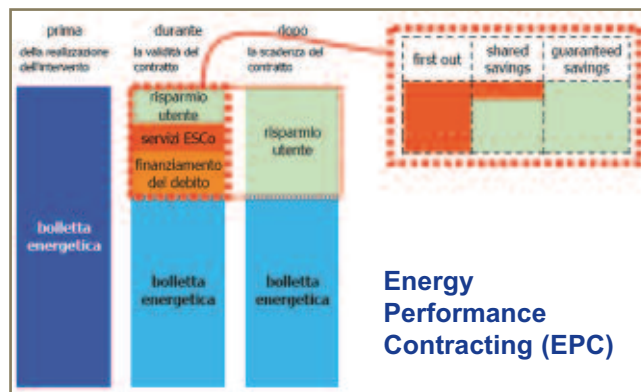 prima
della realizzazione
dell'intervento
durante
la validità del
contratto
dopo
la scadenza del
contratto
first out
shared
savings
guaranteed
savings
risparmio
utente
servizi ESCo
finanziamento
del debito
risparmio
utente
bolletta
energetica
bolletta
energetica
bolletta
energetica
Energy
Performance
Contracting (EPC)